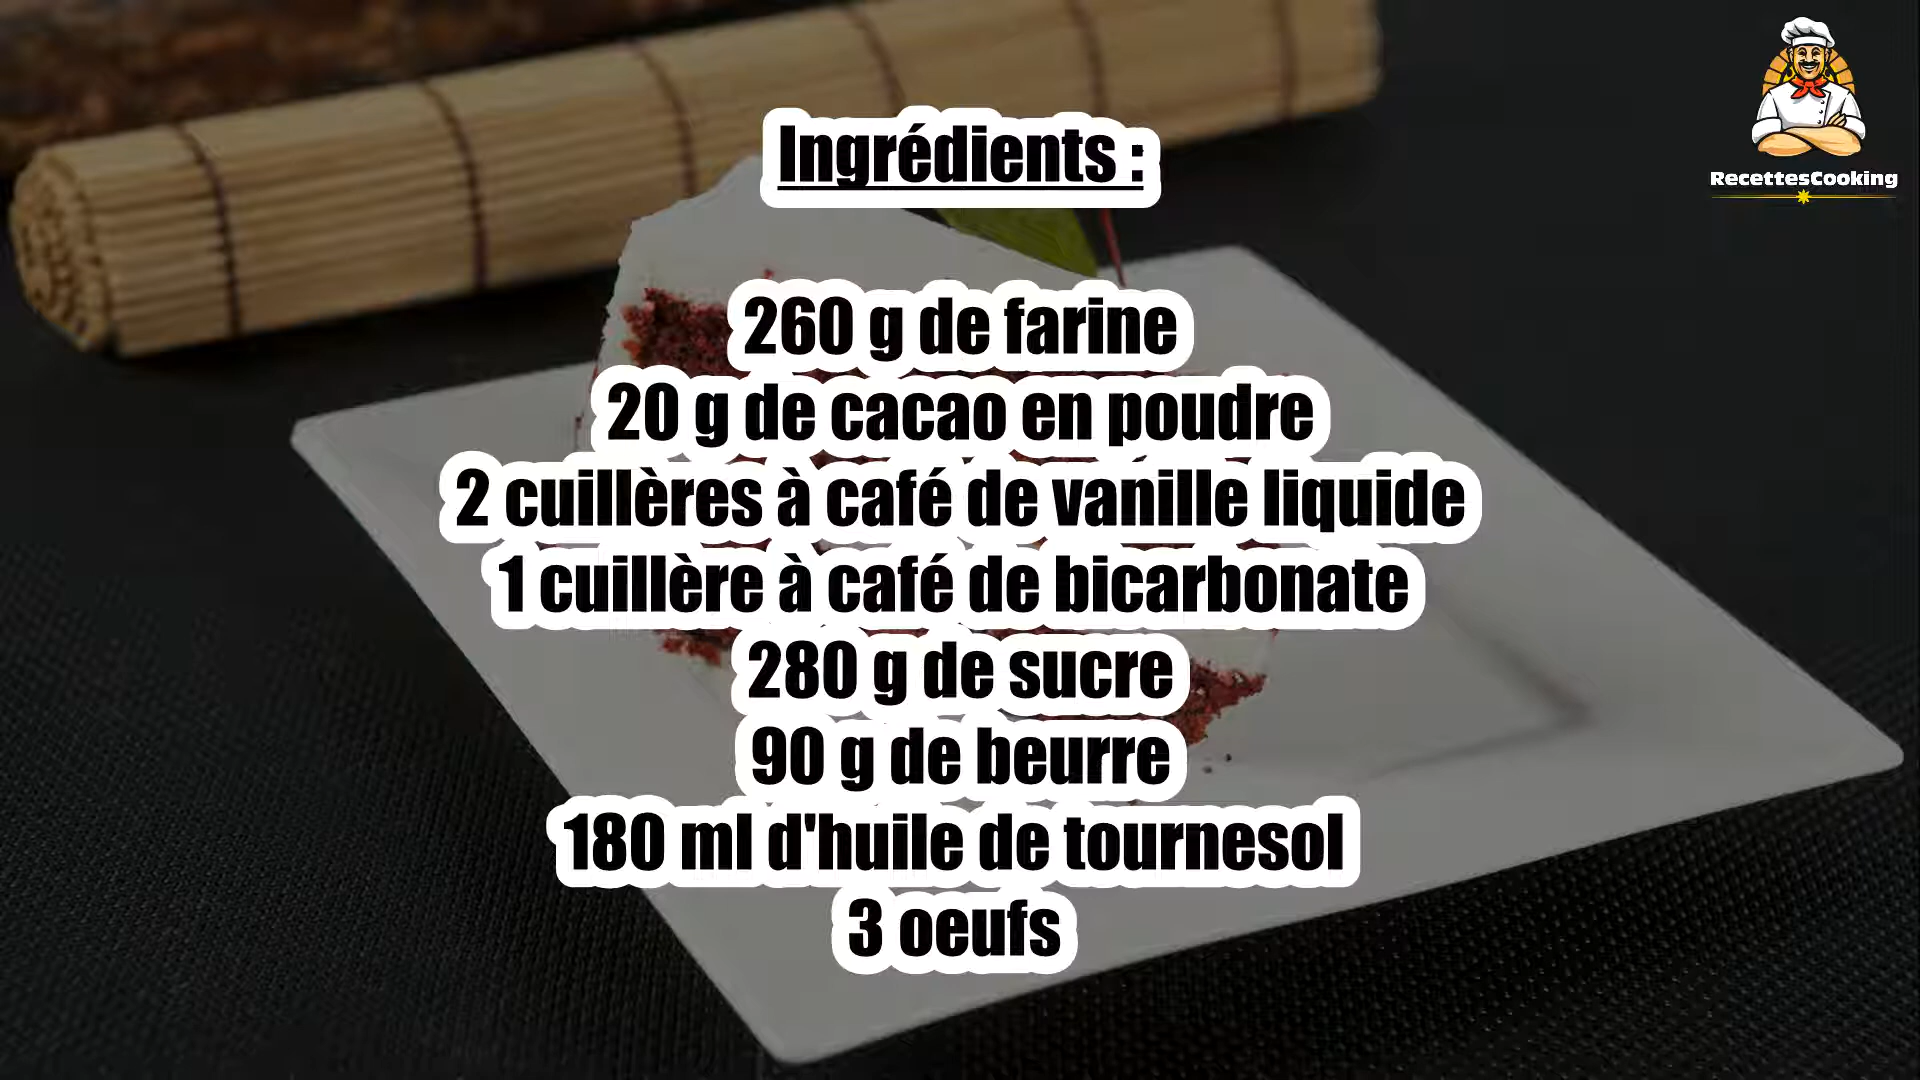 RecettesCooking
Ingrédients :
260 g de farine
20 g de cacao en poudre
2 cuillères à café de vanille liquide
1 cuillère à café de bicarbonate
280 g de sucre
90 g de beurre
180 ml d'huile de tournesol
3 oeufs